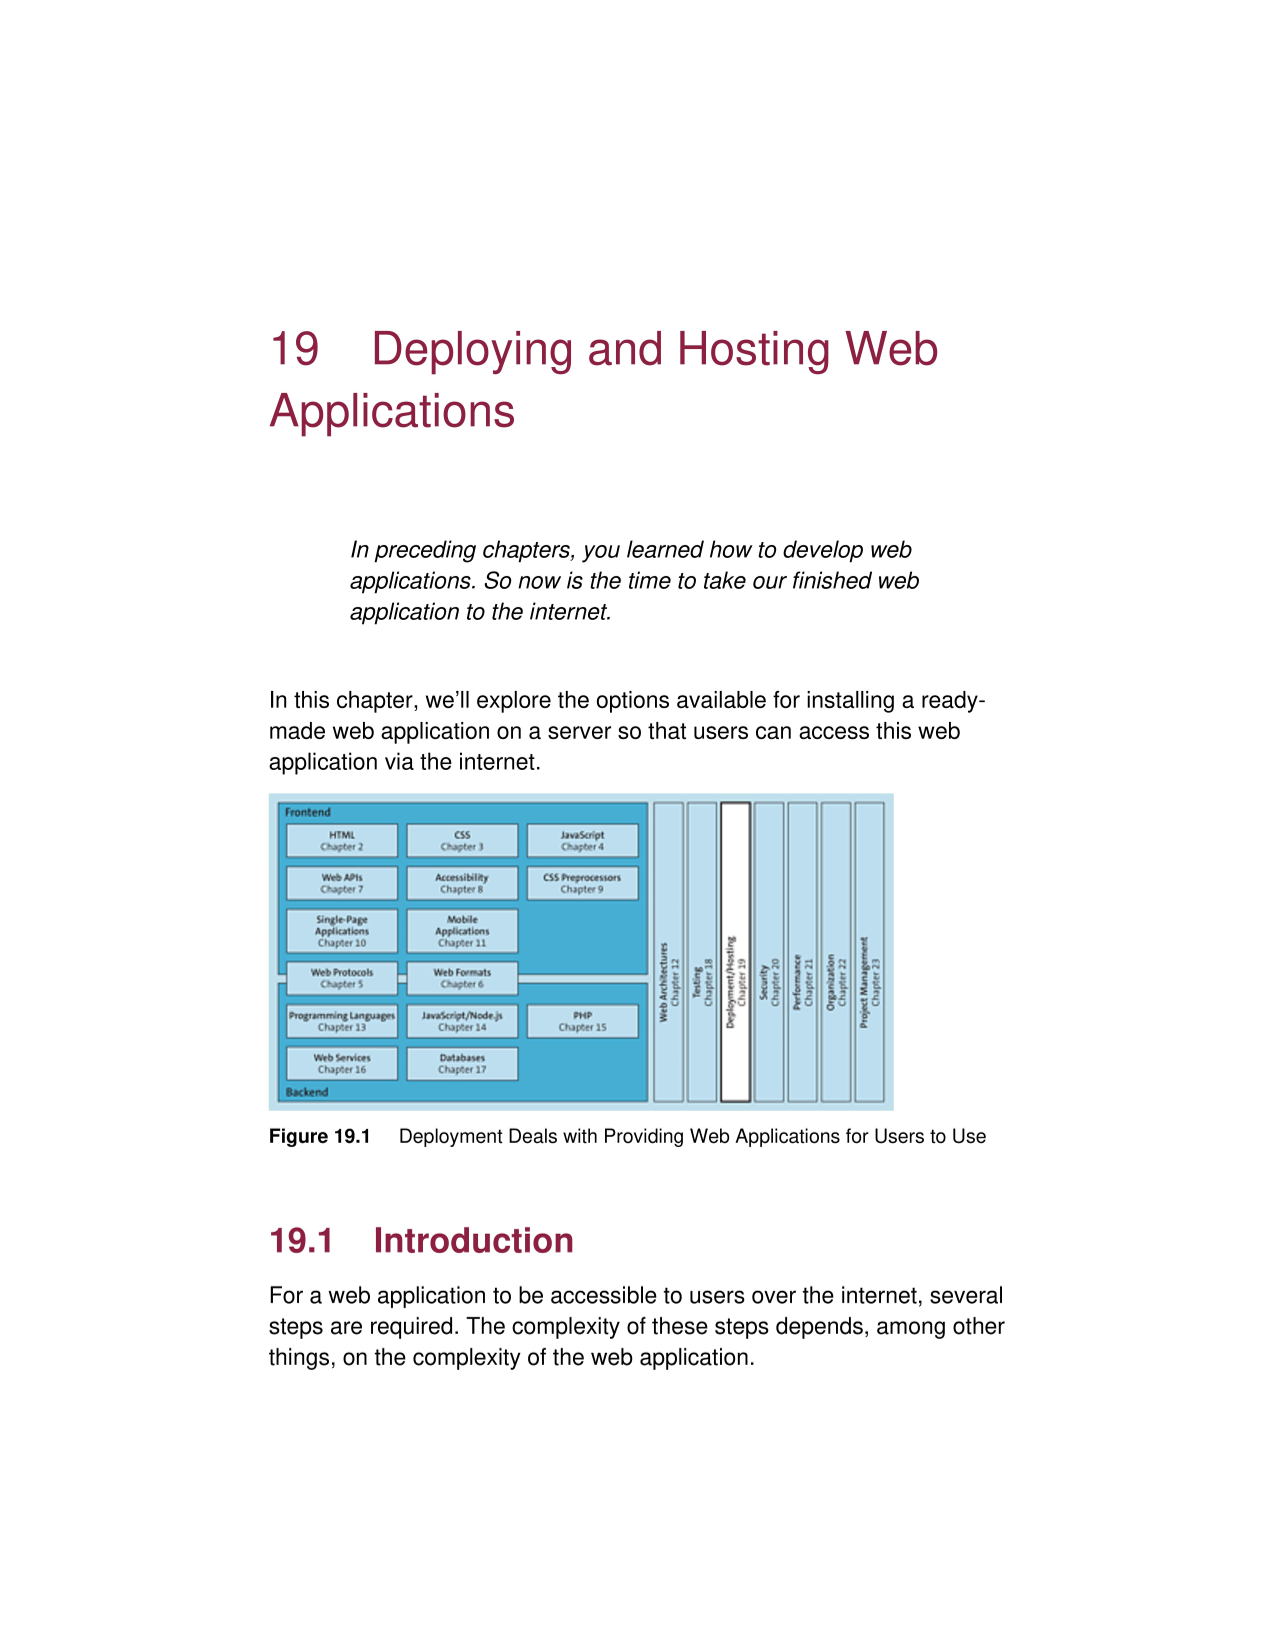 19 Deploying and Hosting Web
Applications
In preceding chapters, you learned how to develop web
applications. So now is the time to take our finished web
application to the internet.
In this chapter, we’ll explore the options available for installing a ready-
made web application on a server so that users can access this web
application via the internet.
Frontend
HTML
Chapter 2
CSS
Chapter 3
JavaScript
Chapter 4
Web APIs
Chapter 7
Accessibility
Chapter 8
CSS Preprocessors
Chapter 9
Single-Page
Applications
Chapter 10
Mobile
Applications
Chapter 11
Web Protocols
Chapter 5
Web Formats
Chapter 6
Programming Languages
Chapter 13
JavaScript/Node.js
Chapter 14
PHP
Chapter 15
Web Services
Chapter 16
Databases
Chapter 17
Backend
Web Architectures
Chapter 12
Testing
Chapter 18
Deployment/Hosting
Chapter 19
Security
Chapter 20
Performance
Chapter 21
Organization
Chapter 22
Project Management
Chapter 23
Figure 19.1 Deployment Deals with Providing Web Applications for Users to Use
19.1 Introduction
For a web application to be accessible to users over the internet, several
steps are required. The complexity of these steps depends, among other
things, on the complexity of the web application.